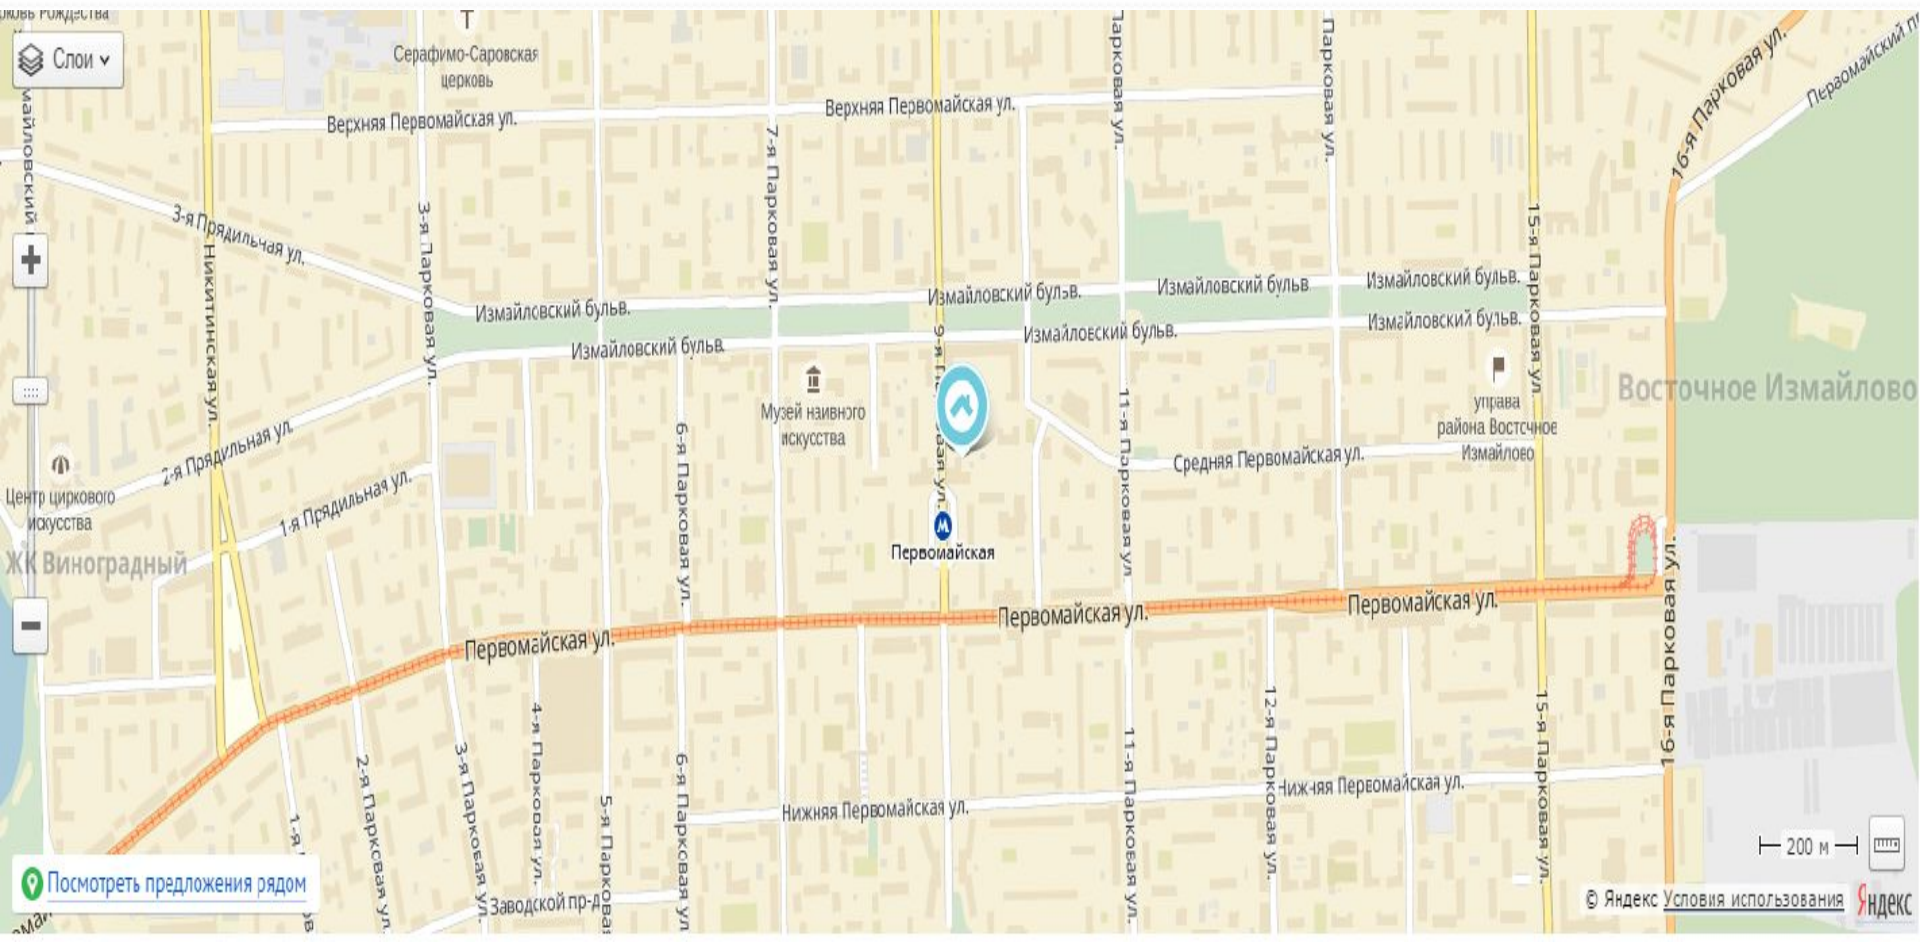 Слои
Серафимо-Саровская
церковь
Парковая ул.
Парковая ул.
16-я Парковая ул.
Первомайский
Верхняя Первомайская ул.
Верхняя Первомайская ул.
3-я Прядильная ул.
Никитинская ул.
3-я Парковая ул.
7-я Парковая ул.
15-я Парковая ул.
Измайловский бульв.
Измайловский бульв.
Измайловский бульв
Измайловский бульв.
Измайловский бульв.
Измайловский бульв.
Измайловский бульв.
9-я
Музей наивного
искусства
управа
района Восточное
Измайлово
Восточное Измайлово
2-я Прядильная ул.
1-я Прядильная ул.
Центр циркового
искусства
ЖК Виноградный
6-я Парковая ул.
11-я Парковая ул.
Средняя Первомайская ул.
М
Первомайская
Первомайская ул.
Первомайская ул.
Первомайская ул.
16-я Парковая ул.
1-я
2-я Парковая ул.
3-я Парковая ул.
4-я Парковая ул.
5-я Парковая
6-я Парковая ул.
11-я Парковая ул.
12-я Парковая ул.
15-я Парковая ул.
Нижняя Первомайская ул.
Нижняя Первомайская ул.
Заводской пр-д
200 м
Посмотреть предложения рядом
© Яндекс Условия использования Яндекс